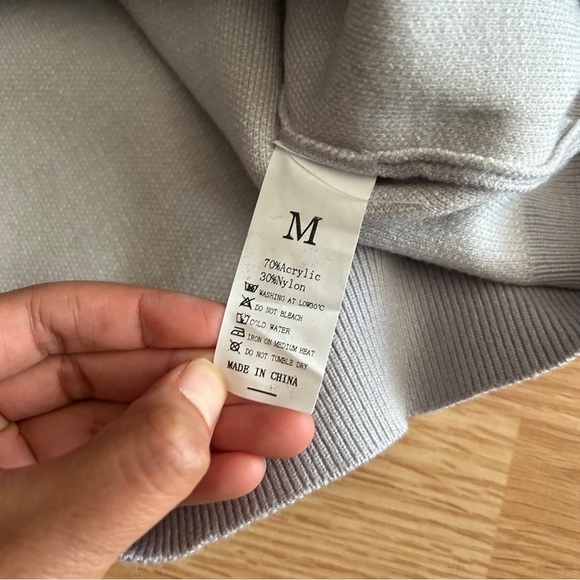 M
70%Acrylic
30%Nylon
WASHING AT LOW30℃
DO NOT BLEACH
COLD WATER
IRON ON MEDIUM HEAT
DO NOT TUMBLE DRY
MADE IN CHINA